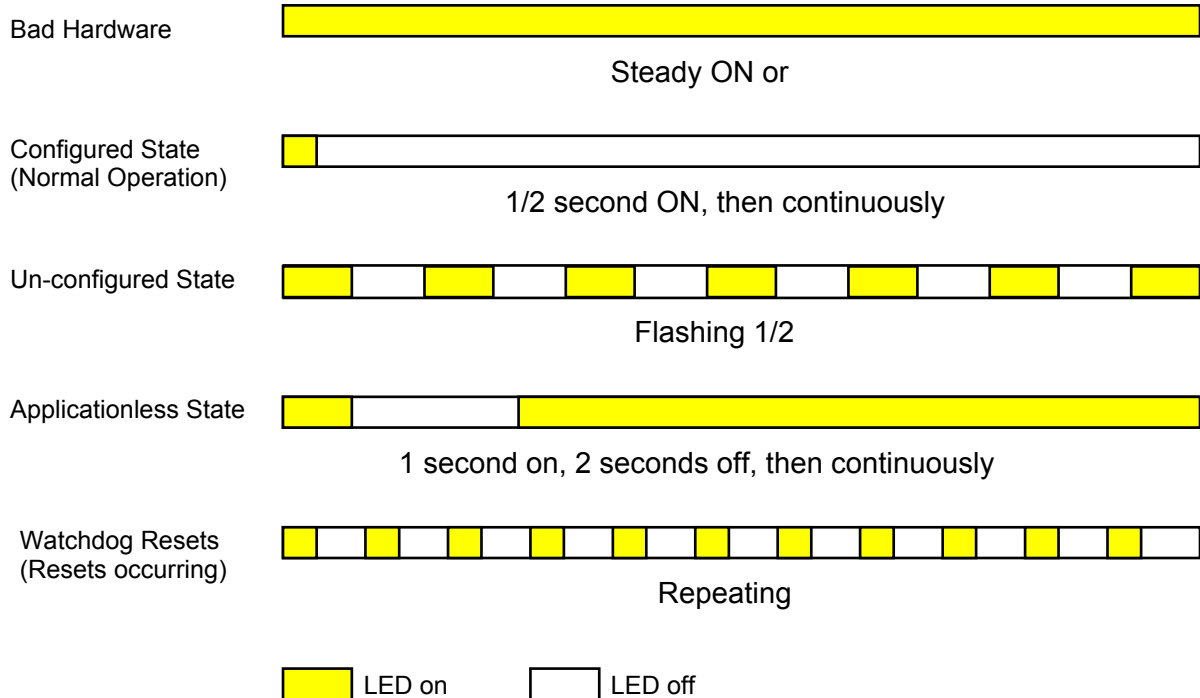 Bad Hardware
Steady ON or
Configured State
(Normal Operation)
1/2 second ON, then continuously
Un-configured State
Flashing 1/2
Applicationless State
1 second on, 2 seconds off, then continuously
Watchdog Resets
(Resets occurring)
Repeating
LED on
LED off